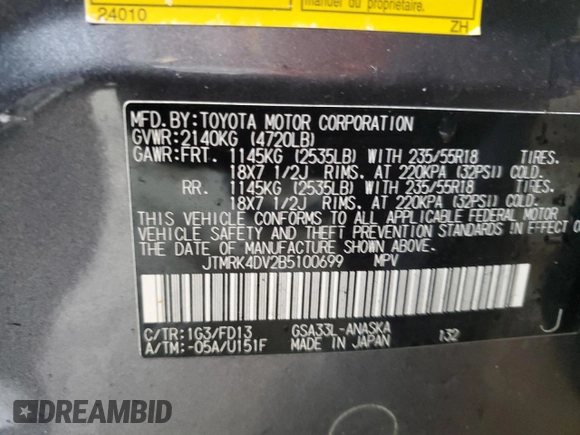 manuel du propriétaire.
24010 ZH
MFD. BY: TOYOTA MOTOR CORPORATION
GVWR: 2140KG (4720LB)
GAWR: FRT. 1145KG (2535LB) WITH 235/55R18 TIRES.
18X7 1/2J RIMS. AT 220KPA (32PSI) COLD.
RR. 1145KG (2535LB) WITH 235/55R18 TIRES.
18X7 1/2J RIMS. AT 220KPA (32PSI) COLD.
THIS VEHICLE CONFORMS TO ALL APPLICABLE FEDERAL MOTOR
VEHICLE SAFETY AND THEFT PREVENTION STANDARDS IN EFFECT O
THE DATE OF MANUFACTURE SHOWN ABOVE.
JTMRK4DV2B5100699 MPV
C/TR: 1G3/FD13 GSA33L-ANASKA
A/TM: -05A/U151F MADE IN JAPAN 132 J
DREAMBID